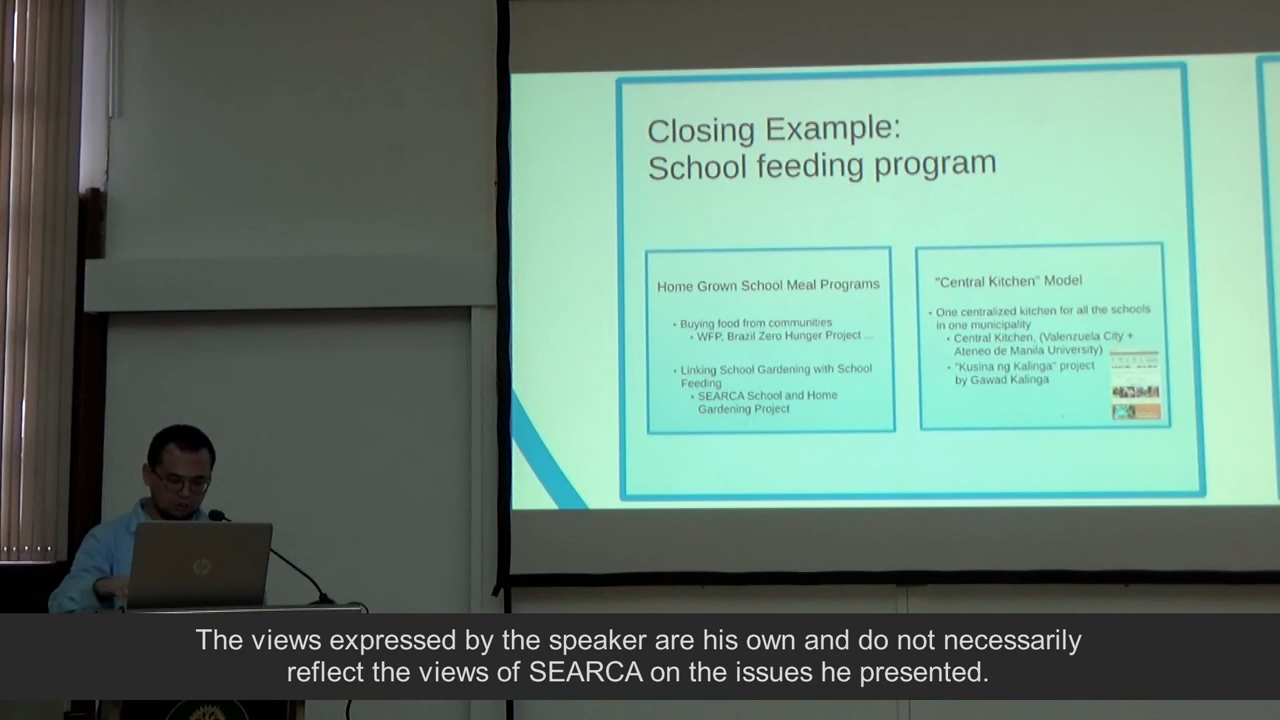 Closing Example:
School feeding program
Home Grown School Meal Programs
• Buying food from communities
• WFP, Brazil Zero Hunger Project ...
• Linking School Gardening with School
Feeding
• SEARCA School and Home
Gardening Project
"Central Kitchen" Model
• One centralized kitchen for all the schools
in one municipality
• Central Kitchen, (Valenzuela City +
Ateneo de Manila University)
• "Kusina ng Kalinga" project
by Gawad Kalinga
hp
The views expressed by the speaker are his own and do not necessarily
reflect the views of SEARCA on the issues he presented.